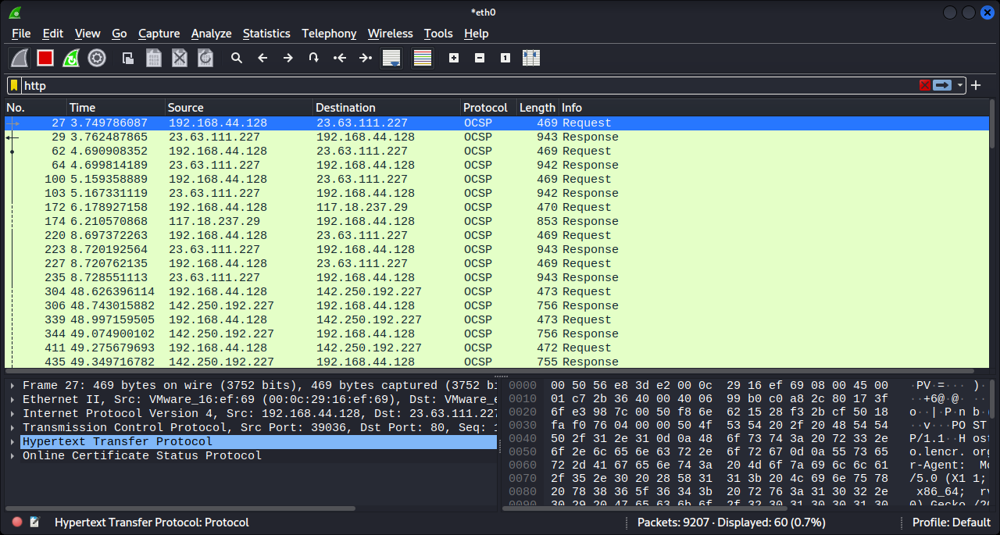 *eth0
File Edit View Go Capture Analyze Statistics Telephony Wireless Tools Help
http
No. Time Source Destination Protocol Length Info
27 3.749786087 192.168.44.128 23.63.111.227 OCSP 469 Request
29 3.762487865 23.63.111.227 192.168.44.128 OCSP 943 Response
62 4.690908352 192.168.44.128 23.63.111.227 OCSP 469 Request
64 4.699814189 23.63.111.227 192.168.44.128 OCSP 942 Response
100 5.159358889 192.168.44.128 23.63.111.227 OCSP 469 Request
103 5.167331119 23.63.111.227 192.168.44.128 OCSP 942 Response
172 6.178927158 192.168.44.128 117.18.237.29 OCSP 470 Request
174 6.210570868 117.18.237.29 192.168.44.128 OCSP 853 Response
220 8.697372263 192.168.44.128 23.63.111.227 OCSP 469 Request
223 8.720192564 23.63.111.227 192.168.44.128 OCSP 943 Response
227 8.720762135 192.168.44.128 23.63.111.227 OCSP 469 Request
235 8.728551113 23.63.111.227 192.168.44.128 OCSP 943 Response
304 48.626396114 192.168.44.128 142.250.192.227 OCSP 473 Request
306 48.743015882 142.250.192.227 192.168.44.128 OCSP 756 Response
339 48.997159505 192.168.44.128 142.250.192.227 OCSP 473 Request
344 49.074900102 142.250.192.227 192.168.44.128 OCSP 756 Response
411 49.275679693 192.168.44.128 142.250.192.227 OCSP 472 Request
435 49.349716782 142.250.192.227 192.168.44.128 OCSP 755 Response
Frame 27: 469 bytes on wire (3752 bits), 469 bytes captured (3752 bi
Ethernet II, Src: VMware_16:ef:69 (00:0c:29:16:ef:69), Dst: VMware_e
Internet Protocol Version 4, Src: 192.168.44.128, Dst: 23.63.111.227
Transmission Control Protocol, Src Port: 39036, Dst Port: 80, Seq: 1
Hypertext Transfer Protocol
Online Certificate Status Protocol
0000 00 50 56 e8 3d e2 00 0c 29 16 ef 69 08 00 45 00 ·PV·=··· )
0010 01 c7 2b 36 40 00 40 06 99 b0 c0 a8 2c 80 17 3f ··+6@·@·
0020 6f e3 98 7c 00 50 f8 6e 62 15 28 f3 2b cf 50 18 o··|·P·n b·
0030 fa f0 76 04 00 00 50 4f 53 54 20 2f 20 48 54 54 ··v···PO ST
0040 50 2f 31 2e 31 0d 0a 48 6f 73 74 3a 20 72 33 2e P/1.1··H ost
0050 6f 2e 6c 65 6e 63 72 2e 6f 72 67 0d 0a 55 73 65 o.lencr. org
0060 72 2d 41 67 65 6e 74 3a 20 4d 6f 7a 69 6c 6c 61 r-Agent: Mo
0070 2f 35 2e 30 20 28 58 31 31 3b 20 4c 69 6e 75 78 /5.0 (X1 1;
0080 20 78 38 36 5f 36 34 3b 20 72 76 3a 31 30 32 2e x86_64; rv
0090 30 29 20 47 65 63 6b 6f 2f 32 30 31 30 30 31 30 0) Gecko /20
Hypertext Transfer Protocol: Protocol
Packets: 9207 · Displayed: 60 (0.7%)
Profile: Default